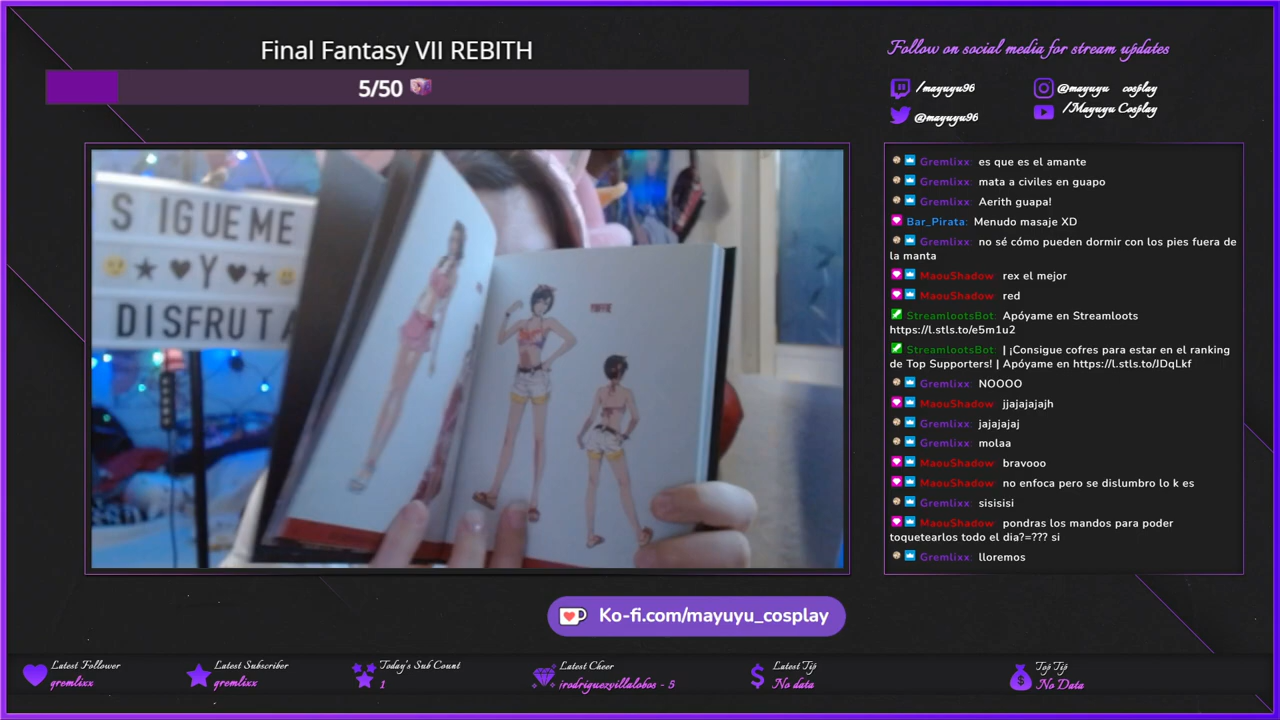 Final Fantasy VII REBITH
5/50
Follow on social media for stream updates
/mayuyu96
@mayuyu cosplay
@mayuyu96
/Mayuyu Cosplay
S IGUEME
Y
DISFRUT
YUFFIE
Gremlixx: es que es el amante
Gremlixx: mata a civiles en guapo
Gremlixx: Aerith guapa!
Bar_Pirata: Menudo masaje XD
Gremlixx: no sé cómo pueden dormir con los pies fuera de
la manta
MaouShadow: rex el mejor
MaouShadow: red
StreamlootsBot: Apóyame en Streamloots
https://l.stls.to/e5m1u2
StreamlootsBot: | ¡Consigue cofres para estar en el ranking
de Top Supporters! | Apóyame en https://l.stls.to/JDqLkf
Gremlixx: NOOOO
MaouShadow: jjajajajajh
Gremlixx: jajajajaj
Gremlixx: molaa
MaouShadow: bravooo
MaouShadow: no enfoca pero se dislumbro lo k es
Gremlixx: sisisisi
MaouShadow: pondras los mandos para poder
toquetearlos todo el dia?=??? si
Gremlixx: lloremos
Ko-fi.com/mayuyu_cosplay
Latest Follower
gremlixx
Latest Subscriber
gremlixx
Today's Sub Count
1
Latest Cheer
jrodriguezvillalobos - 5
Latest Tip
No data
Top Tip
No Data